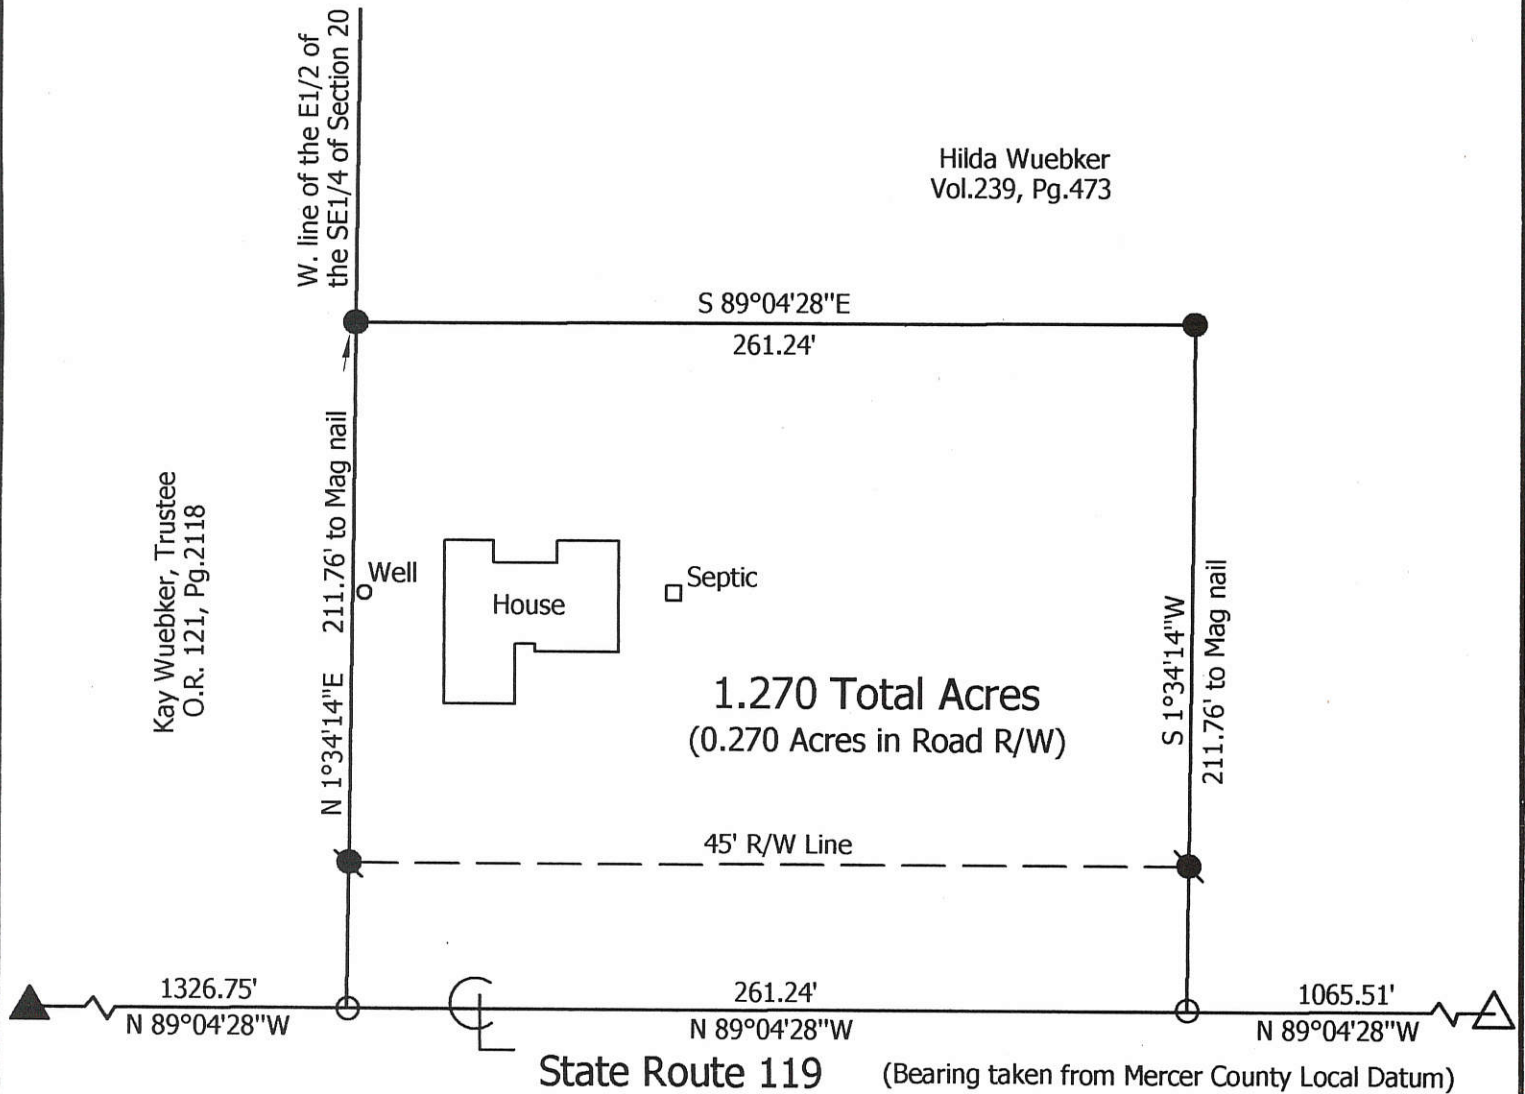 W. line of the E1/2 of
the SE1/4 of Section 20
Hilda Wuebker
Vol.239, Pg.473
S 89°04'28"E
261.24'
Kay Wuebker, Trustee
O.R. 121, Pg.2118
N 1°34'14"E 211.76' to Mag nail
Well
House
Septic
1.270 Total Acres
(0.270 Acres in Road R/W)
S 1°34'14"W
211.76' to Mag nail
45' R/W Line
1326.75'
N 89°04'28"W
CL
261.24'
N 89°04'28"W
1065.51'
N 89°04'28"W
State Route 119
(Bearing taken from Mercer County Local Datum)